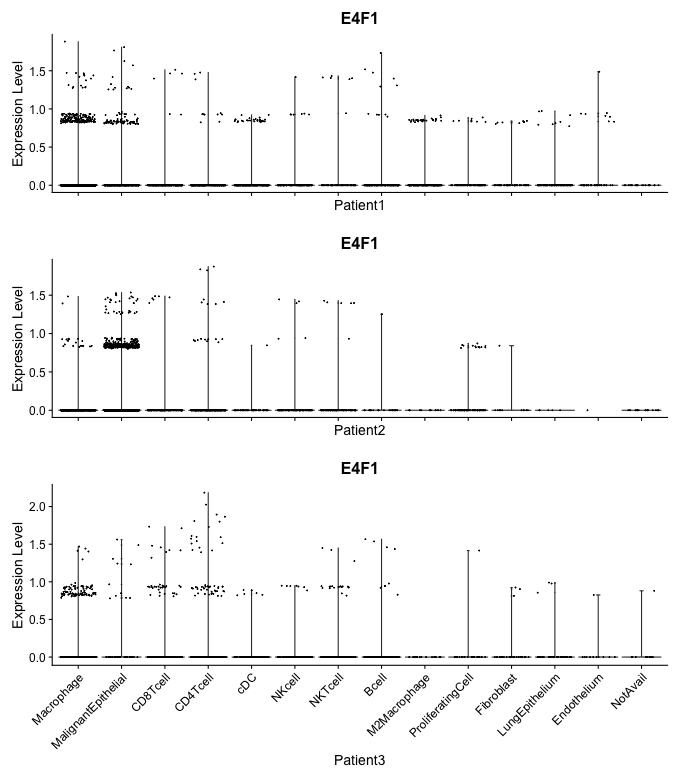 E4F1
Expression Level
1.5
1.0
0.5
0.0
Patient1
E4F1
Expression Level
1.5
1.0
0.5
0.0
Patient2
E4F1
Expression Level
2.0
1.5
1.0
0.5
0.0
Macrophage
MalignantEpithelial
CD8Tcell
CD4Tcell
cDC
NKcell
NKTcell
Bcell
M2Macrophage
ProliferatingCell
Fibroblast
LungEpithelium
Endothelium
NotAvail
Patient3